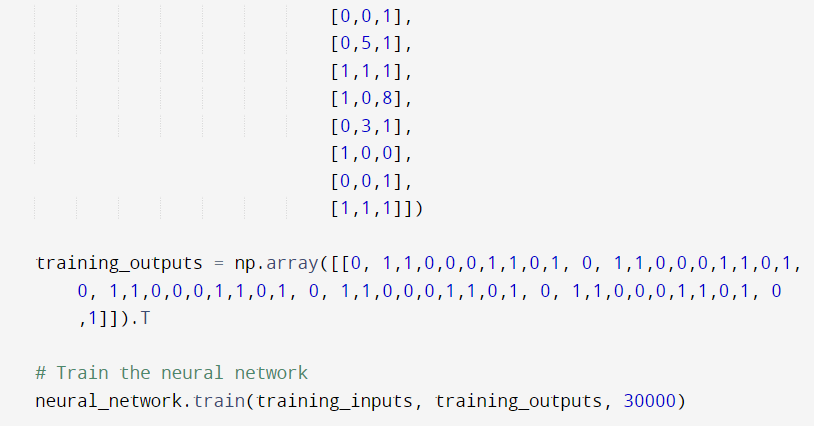 [0,0,1],
[0,5,1],
[1,1,1],
[1,0,8],
[0,3,1],
[1,0,0],
[0,0,1],
[1,1,1]])
training_outputs = np.array([[0, 1,1,0,0,0,1,1,0,1, 0, 1,1,0,0,0,1,1,0,1,
0, 1,1,0,0,0,1,1,0,1, 0, 1,1,0,0,0,1,1,0,1, 0, 1,1,0,0,0,1,1,0,1, 0
,1]]).T
# Train the neural network
neural_network.train(training_inputs, training_outputs, 30000)